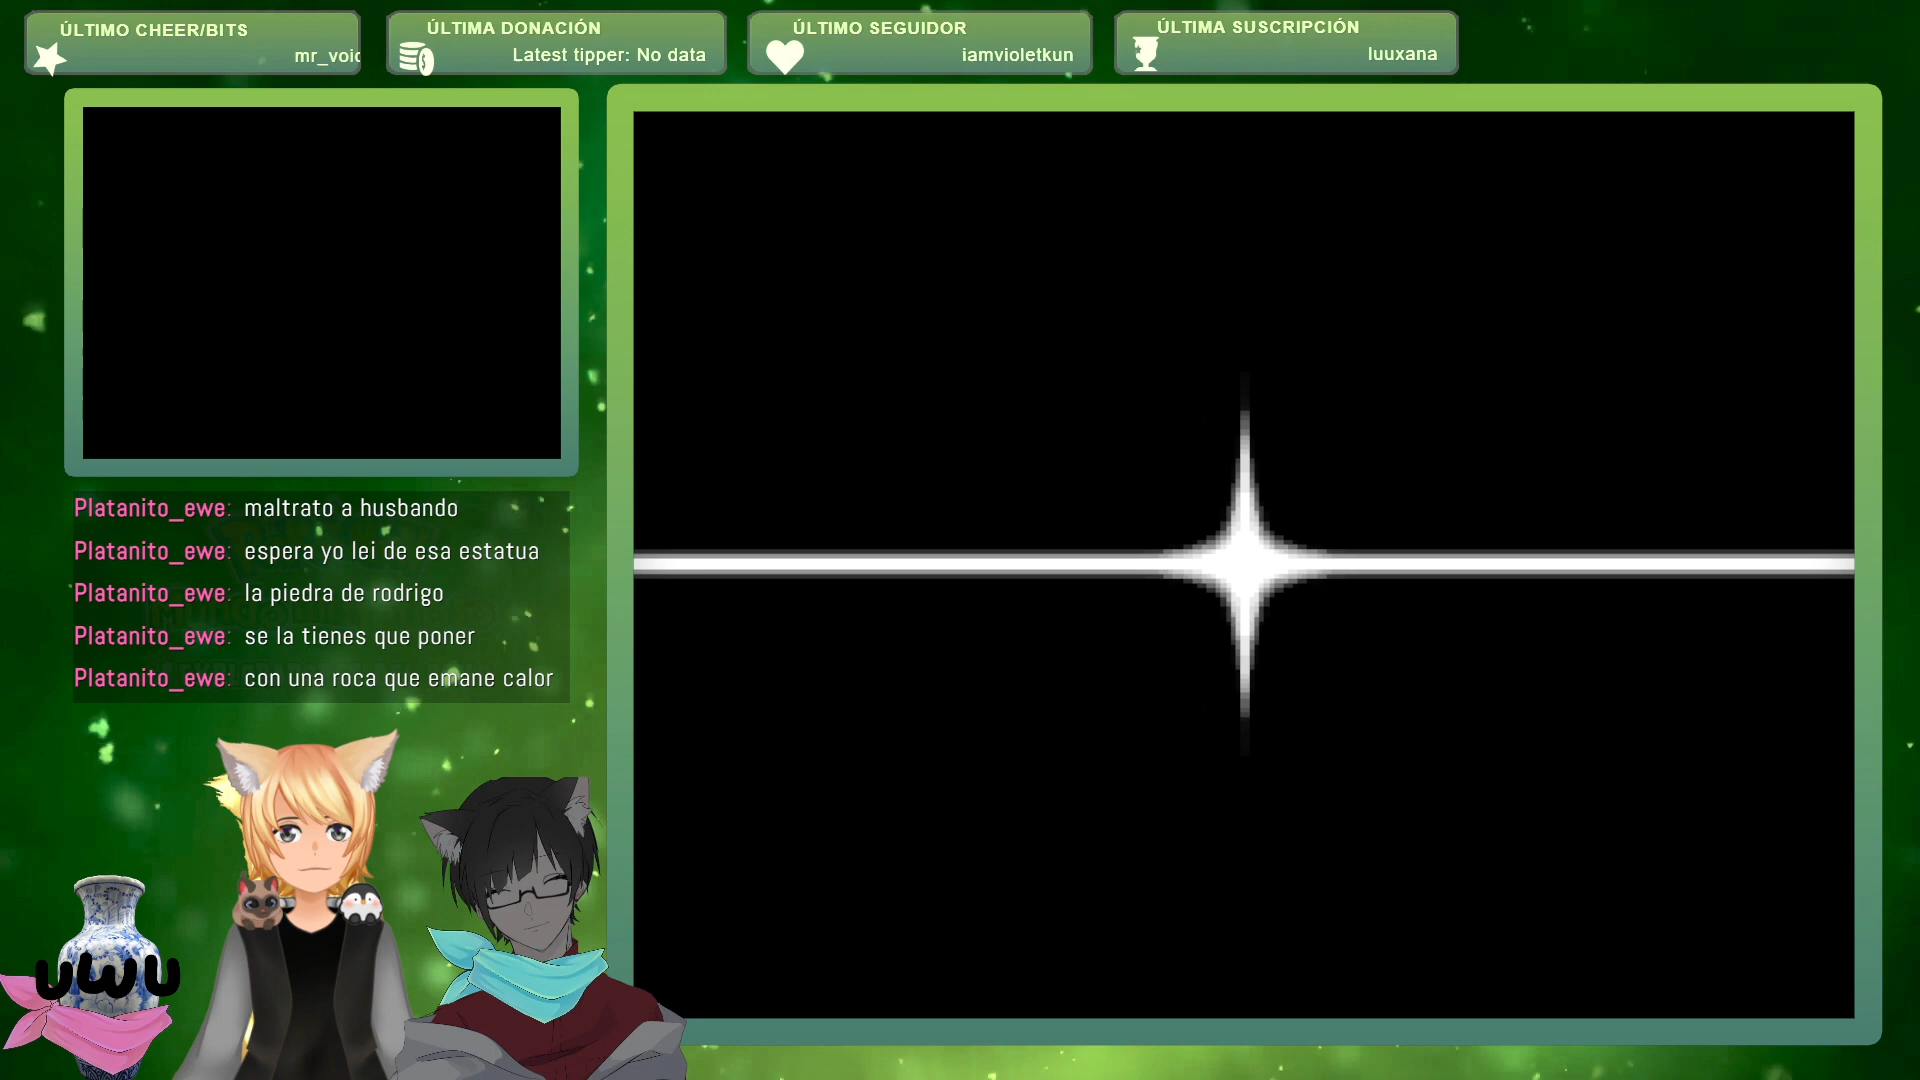 ÚLTIMO CHEER/BITS
ÚLTIMA DONACIÓN
Latest tipper: No data
ÚLTIMO SEGUIDOR
iamvioletkun
ÚLTIMA SUSCRIPCIÓN
luuxana
mr_voic
Platanito_ewe: maltrato a husbando
Platanito_ewe: espera yo lei de esa estatua
Platanito_ewe: la piedra de rodrigo
Platanito_ewe: se la tienes que poner
Platanito_ewe: con una roca que emane calor
uwu